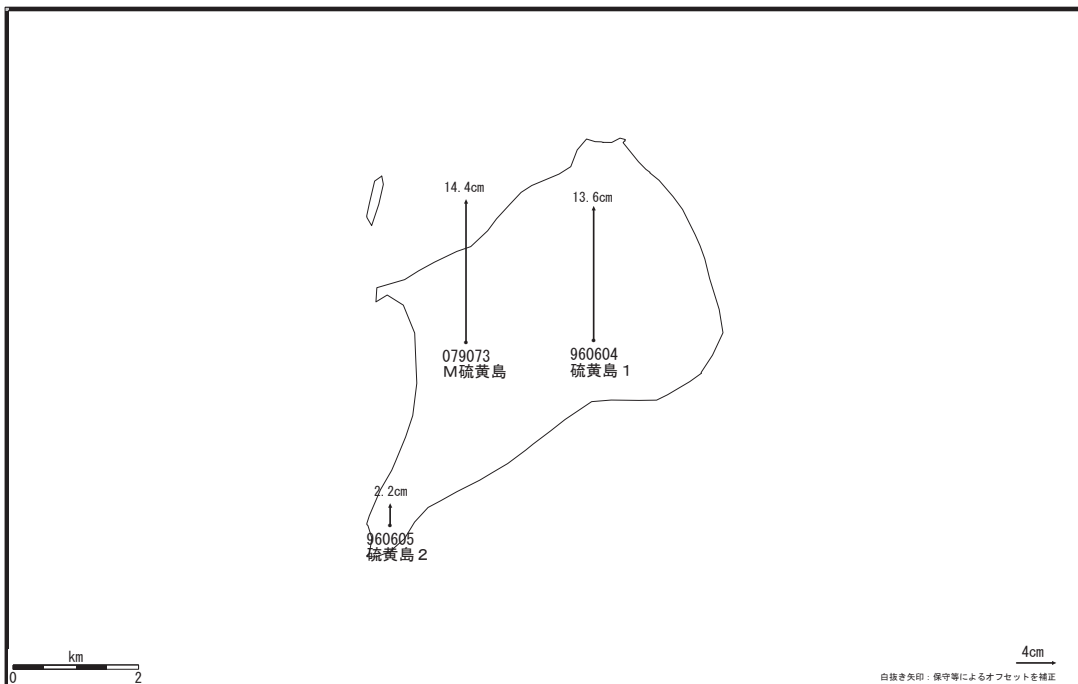 14.4cm
13.6cm
079073
M硫黄島
960604
硫黄島1
2.2cm
960605
硫黄島2
km
0 2
4cm
白抜き矢印：保守等によるオフセットを補正